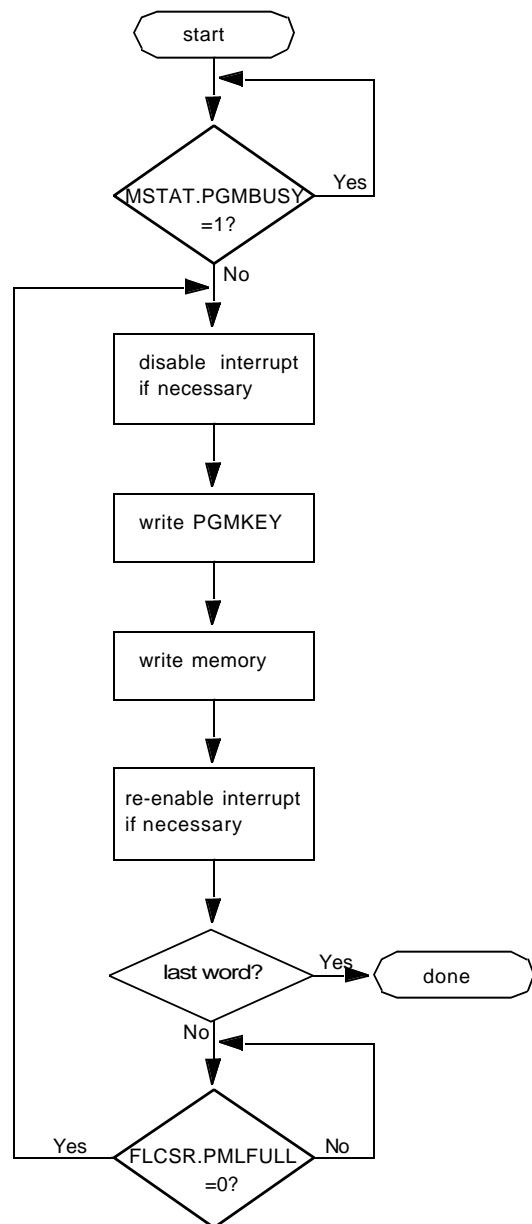 start
MSTAT.PGMBUSY
=1?
Yes
No
disable interrupt
if necessary
write PGMKEY
write memory
re-enable interrupt
if necessary
last word?
Yes
done
No
FLCSR.PMLFULL
=0?
Yes
No